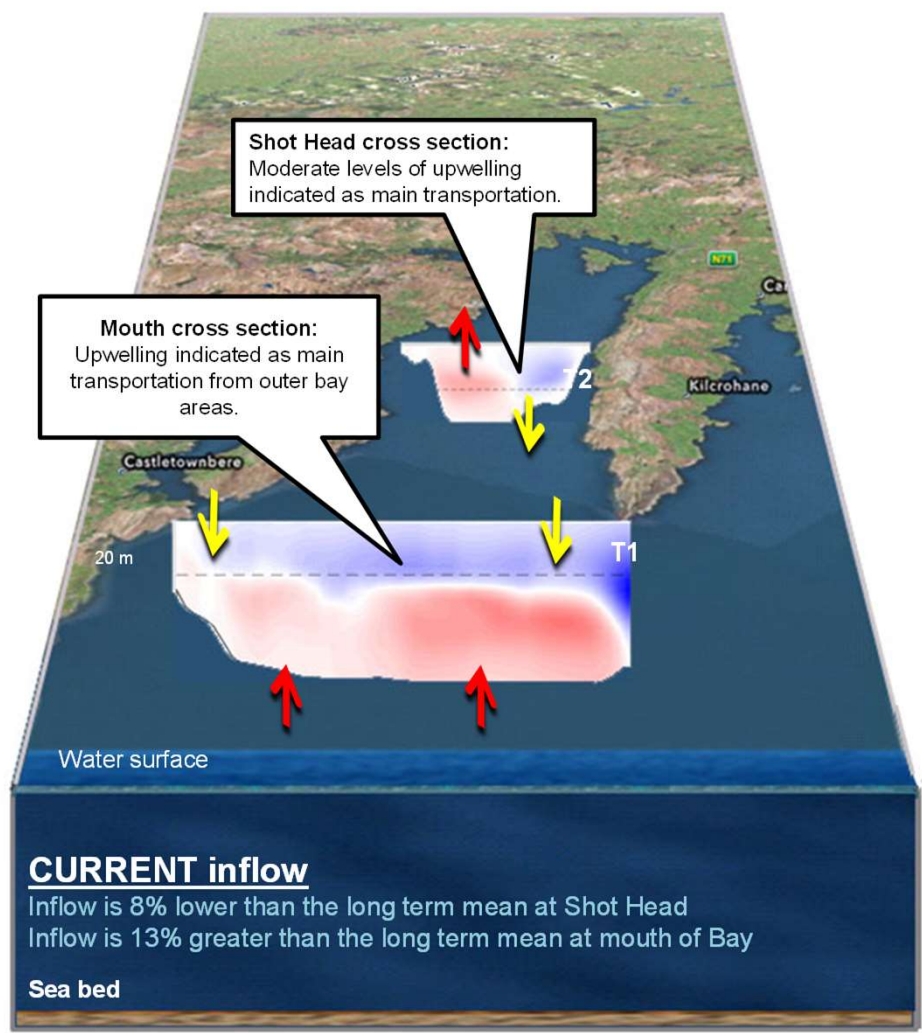 Shot Head cross section:
Moderate levels of upwelling
indicated as main transportation.
N71
Mouth cross section:
Upwelling indicated as main
transportation from outer bay
areas.
T2
Kilcrohane
Castletownbere
20 m
T1
Water surface
CURRENT inflow
Inflow is 8% lower than the long term mean at Shot Head
Inflow is 13% greater than the long term mean at mouth of Bay
Sea bed